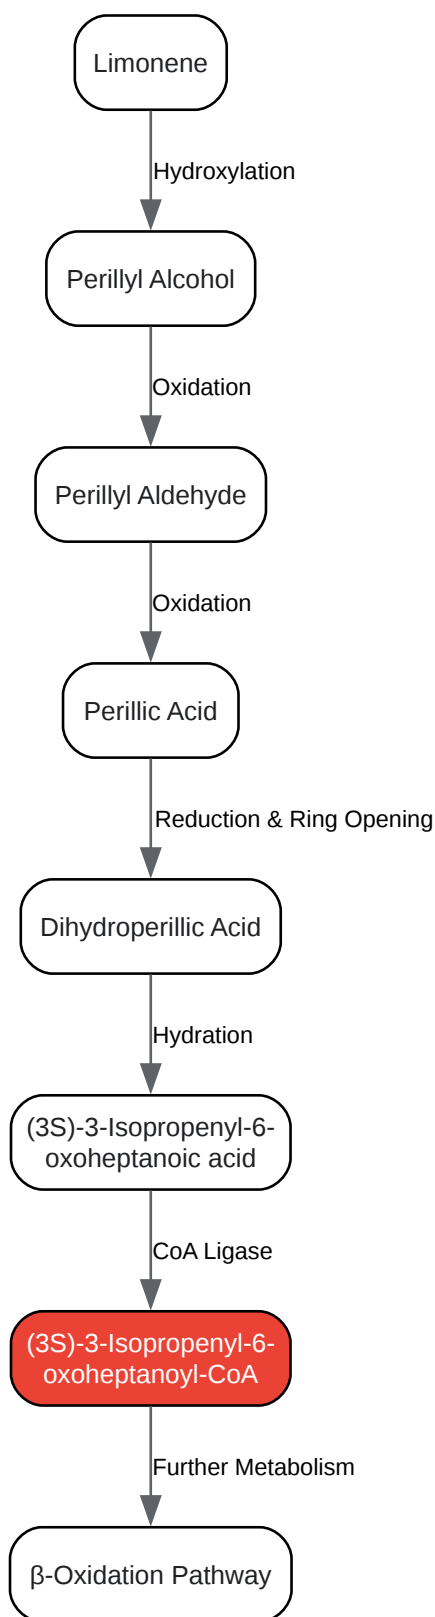 Limonene
Hydroxylation
Perillyl Alcohol
Oxidation
Perillyl Aldehyde
Oxidation
Perillic Acid
Reduction & Ring Opening
Dihydroperillic Acid
Hydration
(3S)-3-Isopropenyl-6-
oxoheptanoic acid
CoA Ligase
(3S)-3-Isopropenyl-6-
oxoheptanoyl-CoA
Further Metabolism
β-Oxidation Pathway